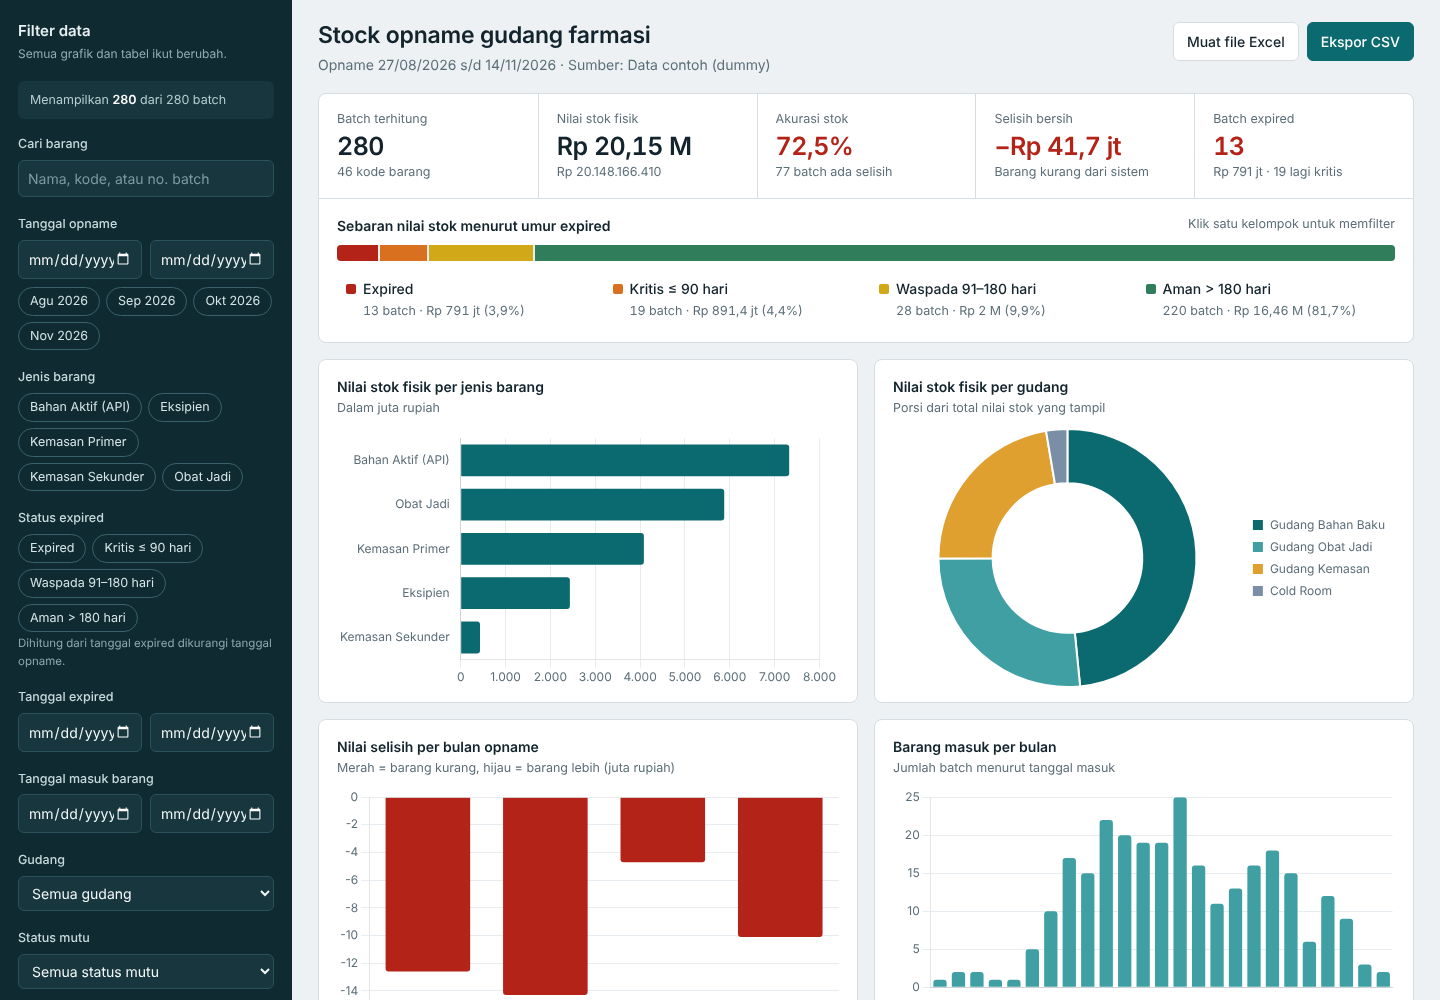 Filter data
Semua grafik dan tabel ikut berubah.
Menampilkan 280 dari 280 batch
Cari barang
Nama, kode, atau no. batch
Tanggal opname
mm/dd/yyyy mm/dd/yyyy
Agu 2026 Sep 2026 Okt 2026
Nov 2026
Jenis barang
Bahan Aktif (API) Eksipien
Kemasan Primer
Kemasan Sekunder Obat Jadi
Status expired
Expired Kritis ≤ 90 hari
Waspada 91–180 hari
Aman > 180 hari
Dihitung dari tanggal expired dikurangi tanggal
opname.
Tanggal expired
mm/dd/yyyy mm/dd/yyyy
Tanggal masuk barang
mm/dd/yyyy mm/dd/yyyy
Gudang
Semua gudang
Status mutu
Semua status mutu
Stock opname gudang farmasi
Opname 27/08/2026 s/d 14/11/2026 · Sumber: Data contoh (dummy)
Muat file Excel
Ekspor CSV
Batch terhitung
280
46 kode barang
Nilai stok fisik
Rp 20,15 M
Rp 20.148.166.410
Akurasi stok
72,5%
77 batch ada selisih
Selisih bersih
−Rp 41,7 jt
Barang kurang dari sistem
Batch expired
13
Rp 791 jt · 19 lagi kritis
Sebaran nilai stok menurut umur expired
Klik satu kelompok untuk memfilter
Expired
13 batch · Rp 791 jt (3,9%)
Kritis ≤ 90 hari
19 batch · Rp 891,4 jt (4,4%)
Waspada 91–180 hari
28 batch · Rp 2 M (9,9%)
Aman > 180 hari
220 batch · Rp 16,46 M (81,7%)
Nilai stok fisik per jenis barang
Dalam juta rupiah
Bahan Aktif (API)
Obat Jadi
Kemasan Primer
Eksipien
Kemasan Sekunder
0 1.000 2.000 3.000 4.000 5.000 6.000 7.000 8.000
Nilai stok fisik per gudang
Porsi dari total nilai stok yang tampil
Gudang Bahan Baku
Gudang Obat Jadi
Gudang Kemasan
Cold Room
Nilai selisih per bulan opname
Merah = barang kurang, hijau = barang lebih (juta rupiah)
0
-2
-4
-6
-8
-10
-12
-14
Barang masuk per bulan
Jumlah batch menurut tanggal masuk
25
20
15
10
5
0